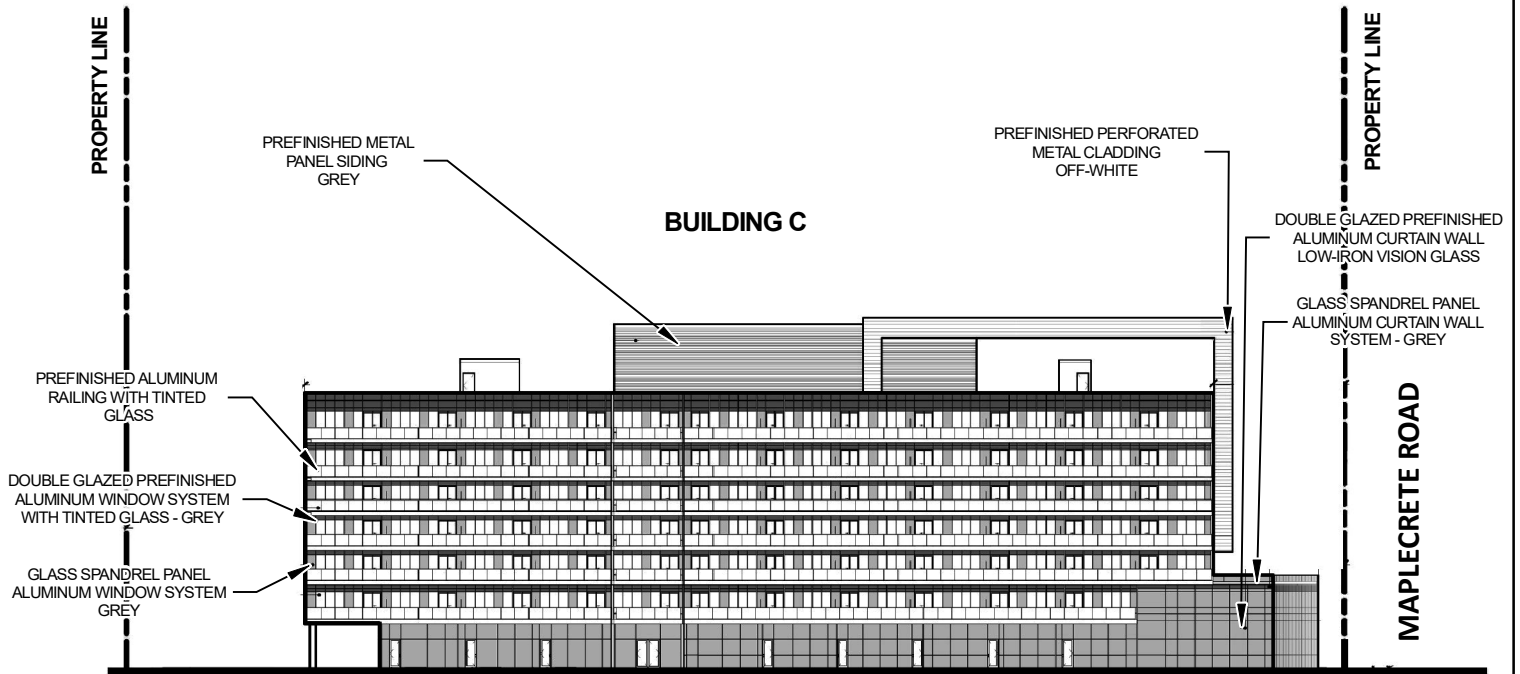 PROPERTY LINE
PROPERTY LINE
PREFINISHED METAL
PANEL SIDING
GREY
PREFINISHED PERFORATED
METAL CLADDING
OFF-WHITE
BUILDING C
DOUBLE GLAZED PREFINISHED
ALUMINUM CURTAIN WALL
LOW-IRON VISION GLASS
GLASS SPANDREL PANEL
ALUMINUM CURTAIN WALL
SYSTEM - GREY
PREFINISHED ALUMINUM
RAILING WITH TINTED
GLASS
DOUBLE GLAZED PREFINISHED
ALUMINUM WINDOW SYSTEM
WITH TINTED GLASS - GREY
GLASS SPANDREL PANEL
ALUMINUM WINDOW SYSTEM
GREY
MAPLECRETE ROAD